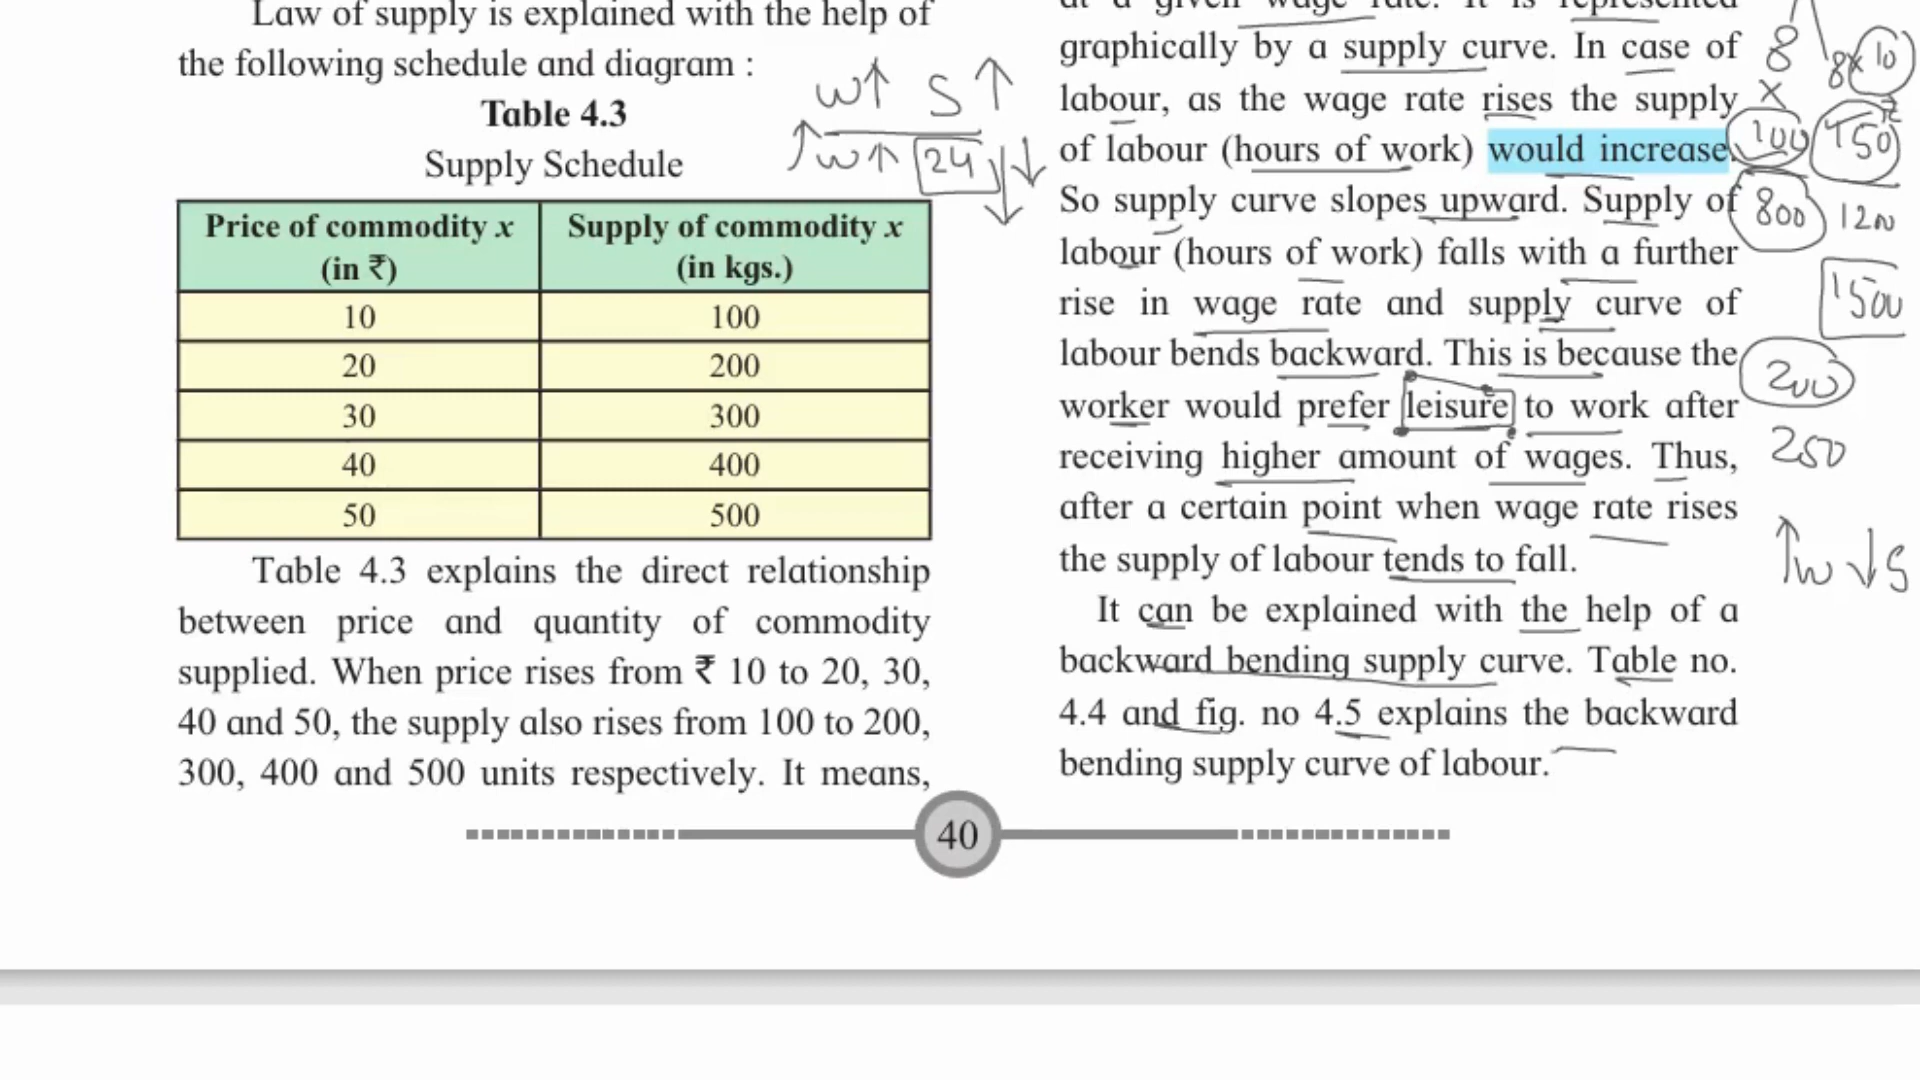 Law of supply is explained with the help of
the following schedule and diagram :
Table 4.3
Supply Schedule
Price of commodity x (in ₹) Supply of commodity x (in kgs.)
10 100
20 200
30 300
40 400
50 500
Table 4.3 explains the direct relationship
between price and quantity of commodity
supplied. When price rises from ₹ 10 to 20, 30,
40 and 50, the supply also rises from 100 to 200,
300, 400 and 500 units respectively. It means,
w↑ S↑
↑w↑ 24 ↓↓
at a given wage rate. It is represented
graphically by a supply curve. In case of
labour, as the wage rate rises the supply
of labour (hours of work) would increase.
So supply curve slopes upward. Supply of
labour (hours of work) falls with a further
rise in wage rate and supply curve of
labour bends backward. This is because the
worker would prefer leisure to work after
receiving higher amount of wages. Thus,
after a certain point when wage rate rises
the supply of labour tends to fall.
It can be explained with the help of a
backward bending supply curve. Table no.
4.4 and fig. no 4.5 explains the backward
bending supply curve of labour.
8 8x10
x
100 150
800 1200
1500
200
250
↑w ↓S
40